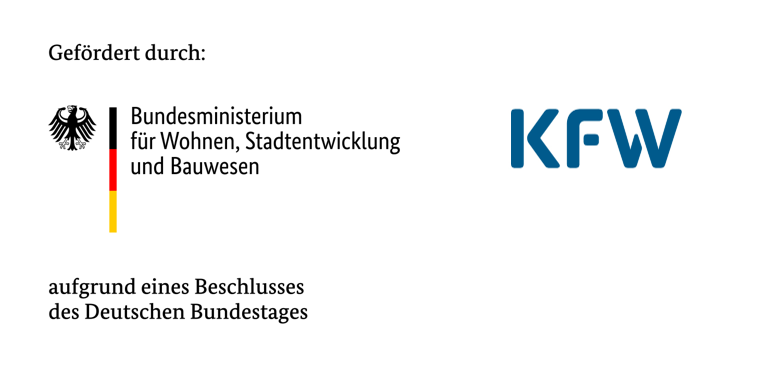 Gefördert durch:
Bundesministerium
für Wohnen, Stadtentwicklung
und Bauwesen
KFW
aufgrund eines Beschlusses
des Deutschen Bundestages